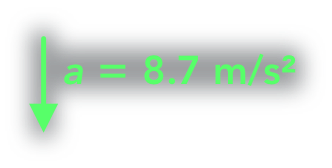 a = 8.7 m/s²